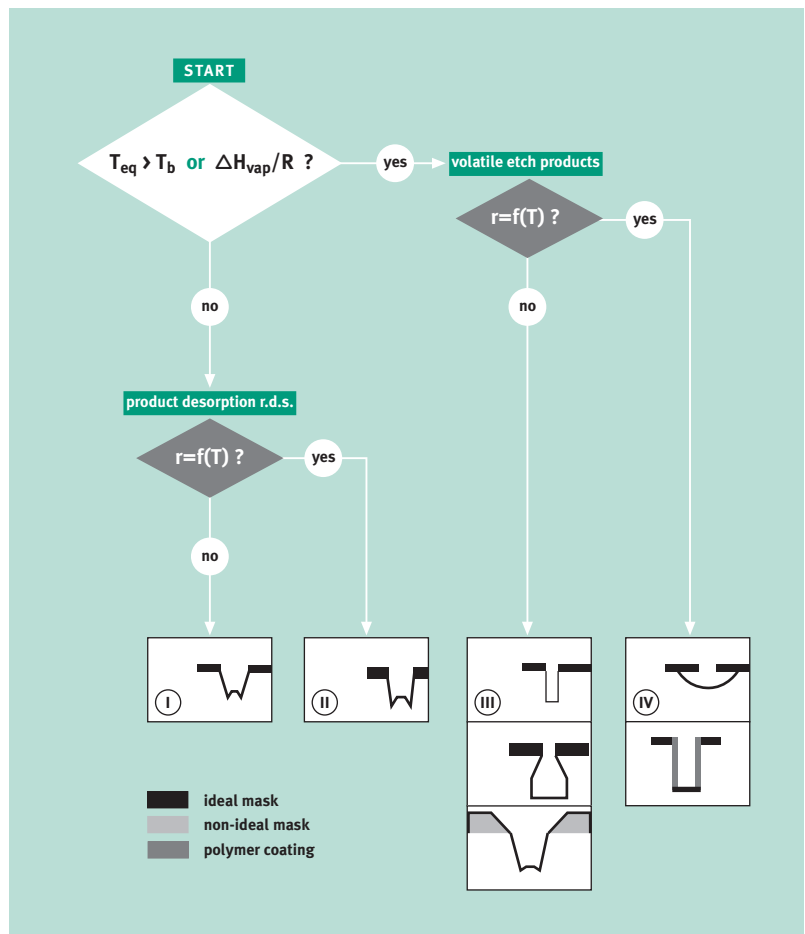 START
T_eq > T_b or △H_vap/R ?
yes
volatile etch products
r=f(T) ?
yes
no
no
product desorption r.d.s.
r=f(T) ?
yes
no
I
II
III
IV
ideal mask
non-ideal mask
polymer coating